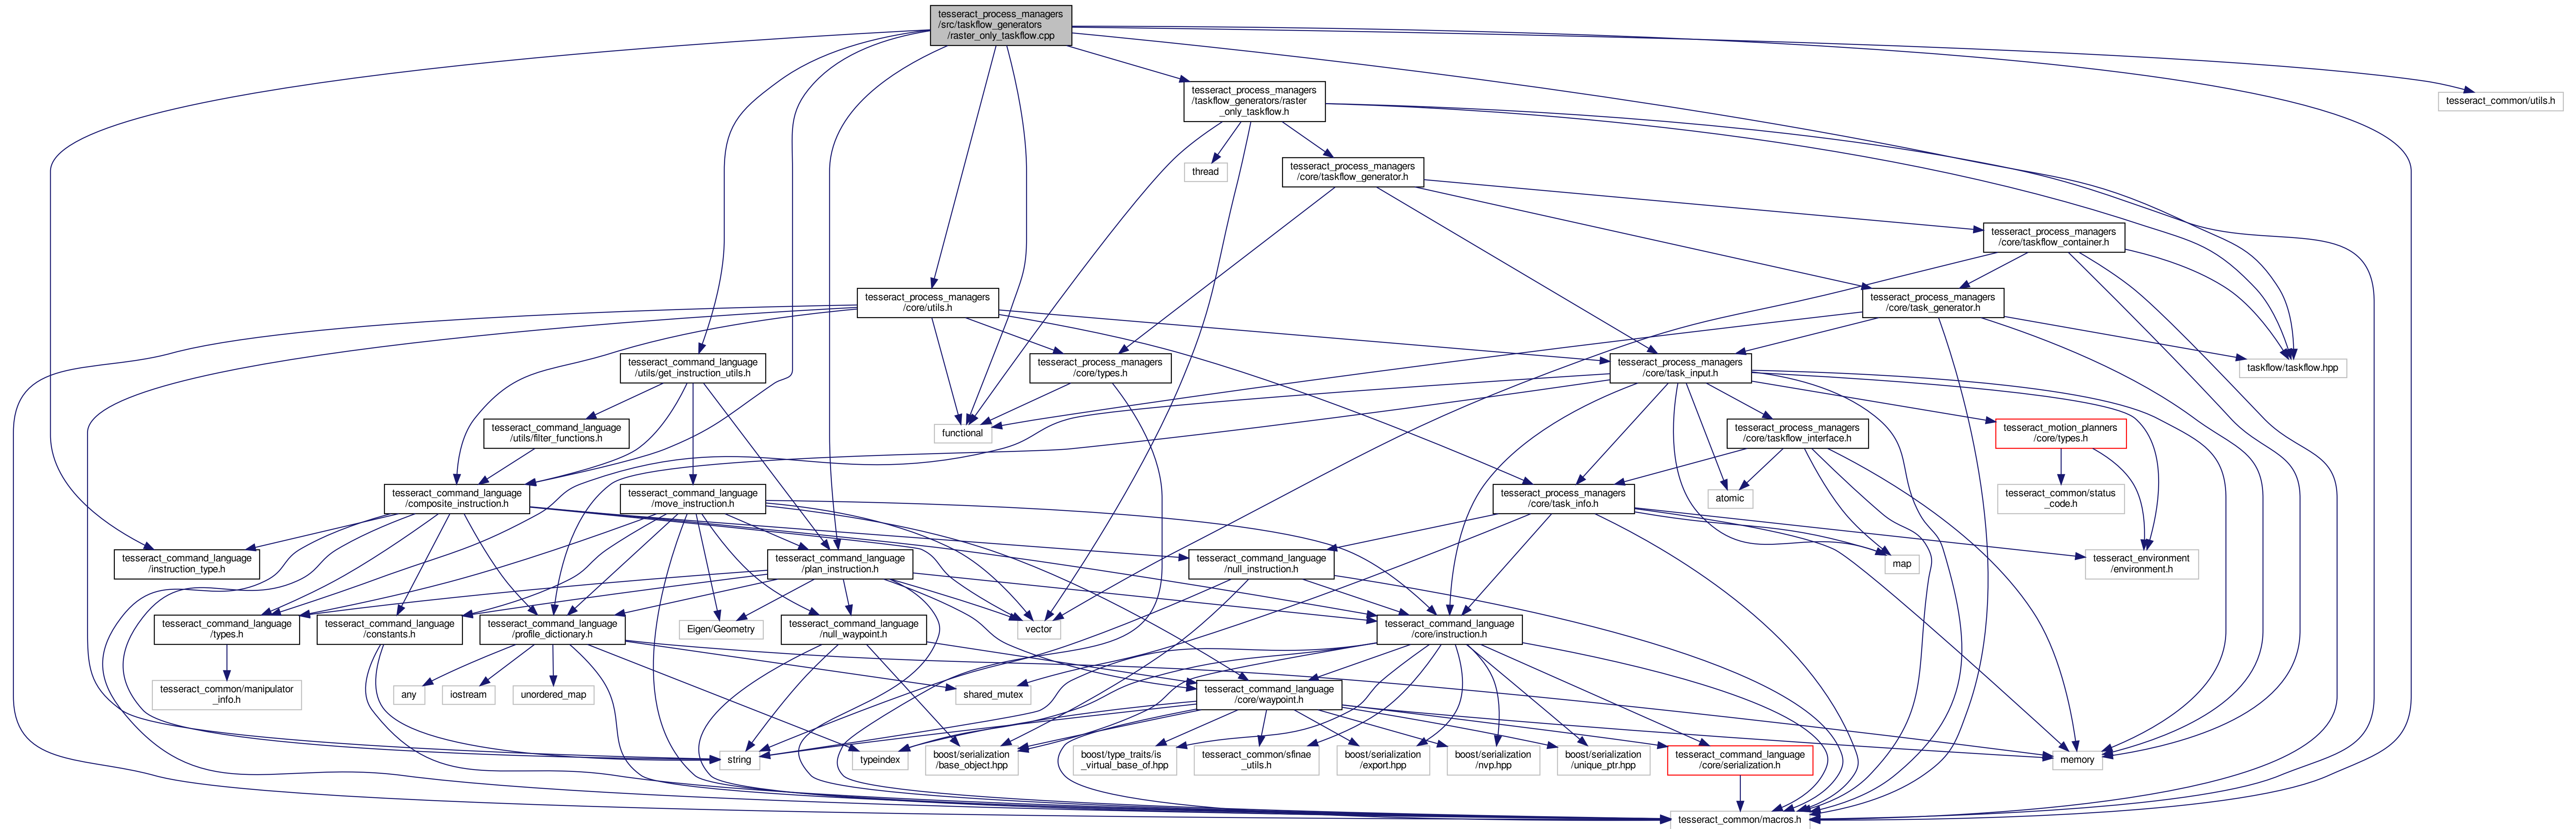 tesseract_process_managers
/src/taskflow_generators
/raster_only_taskflow.cpp
tesseract_process_managers
/taskflow_generators/raster
_only_taskflow.h
tesseract_common/utils.h
thread
tesseract_process_managers
/core/taskflow_generator.h
tesseract_process_managers
/core/taskflow_container.h
tesseract_process_managers
/core/utils.h
tesseract_process_managers
/core/task_generator.h
tesseract_command_language
/utils/get_instruction_utils.h
tesseract_process_managers
/core/types.h
tesseract_process_managers
/core/task_input.h
taskflow/taskflow.hpp
tesseract_command_language
/utils/filter_functions.h
functional
tesseract_process_managers
/core/taskflow_interface.h
tesseract_motion_planners
/core/types.h
tesseract_command_language
/composite_instruction.h
tesseract_command_language
/move_instruction.h
tesseract_process_managers
/core/task_info.h
atomic
tesseract_common/status
_code.h
tesseract_command_language
/instruction_type.h
tesseract_command_language
/plan_instruction.h
tesseract_command_language
/null_instruction.h
map
tesseract_environment
/environment.h
tesseract_command_language
/types.h
tesseract_command_language
/constants.h
tesseract_command_language
/profile_dictionary.h
Eigen/Geometry
tesseract_command_language
/null_waypoint.h
vector
tesseract_command_language
/core/instruction.h
tesseract_common/manipulator
_info.h
any
iostream
unordered_map
shared_mutex
tesseract_command_language
/core/waypoint.h
string
typeindex
boost/serialization
/base_object.hpp
boost/type_traits/is
_virtual_base_of.hpp
tesseract_common/sfinae
_utils.h
boost/serialization
/export.hpp
boost/serialization
/nvp.hpp
boost/serialization
/unique_ptr.hpp
tesseract_command_language
/core/serialization.h
memory
tesseract_common/macros.h